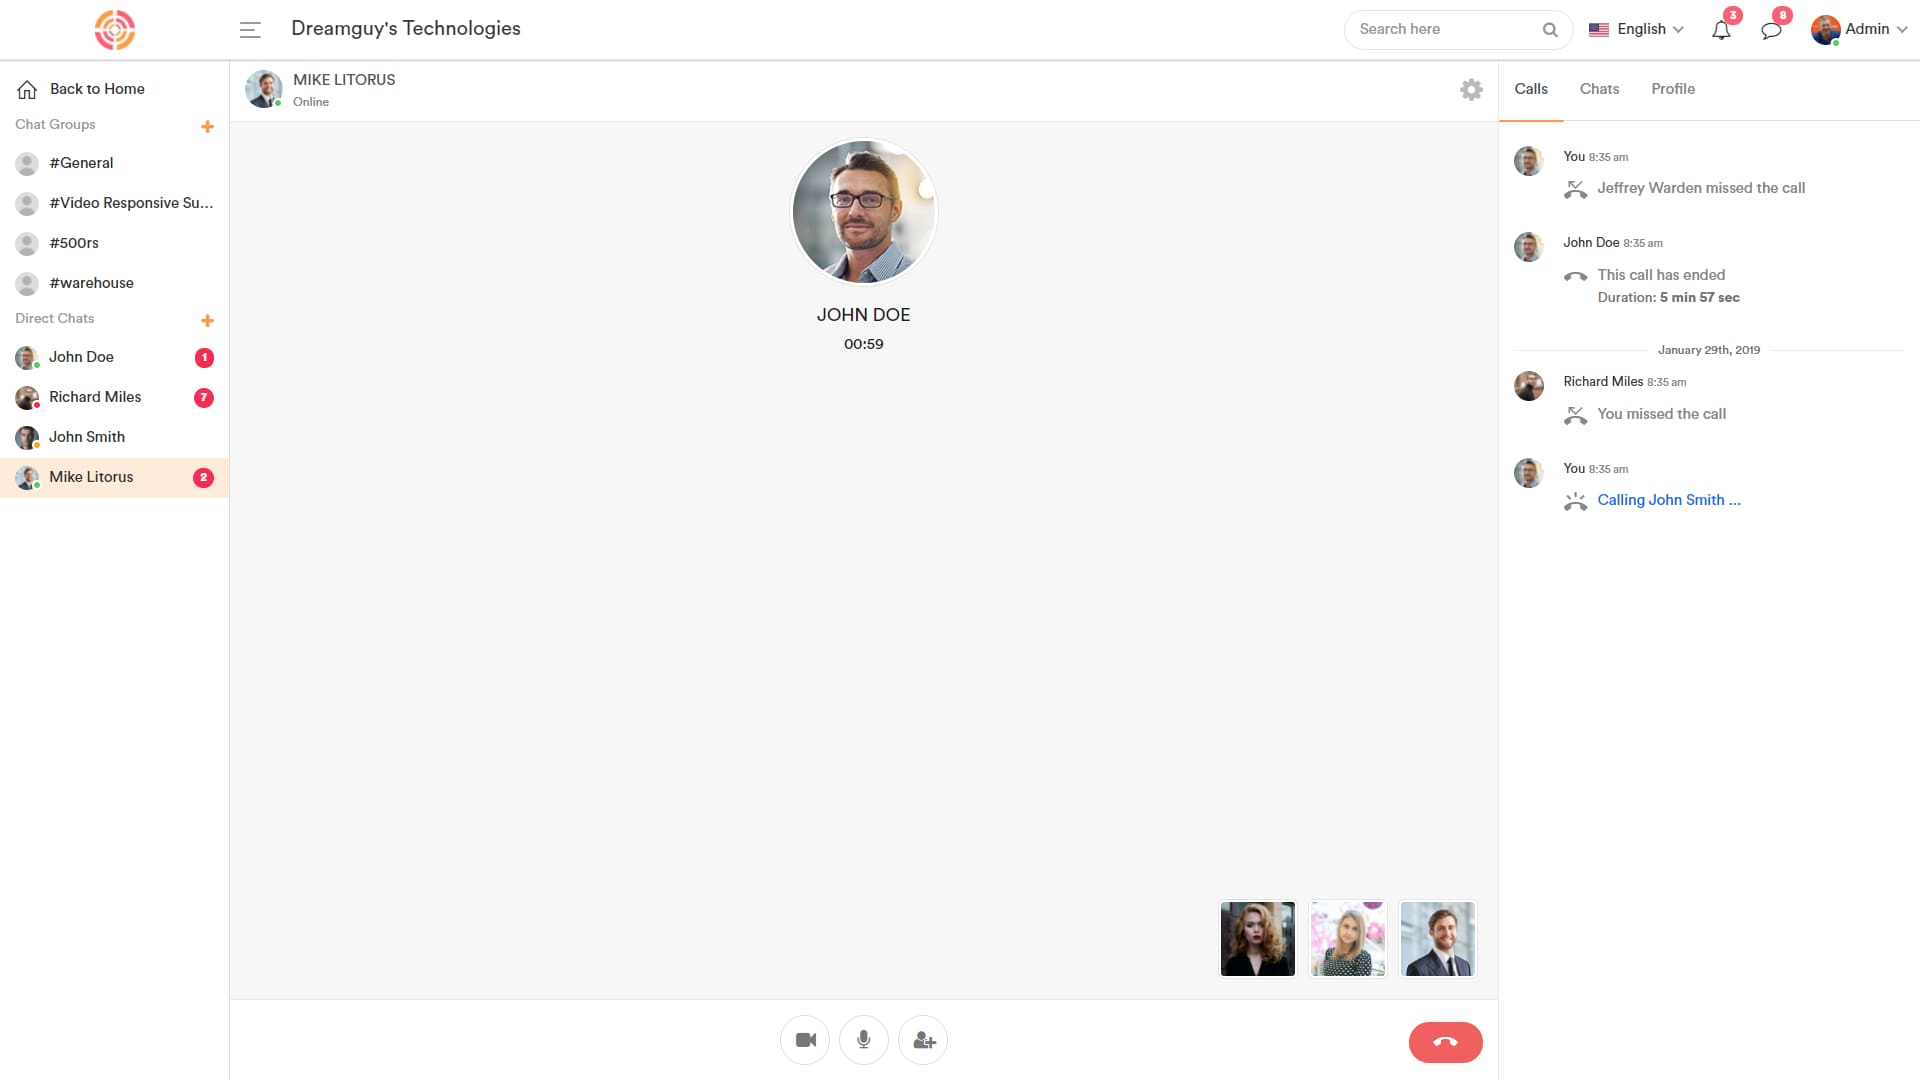 Dreamguy's Technologies
Search here
English
3
8
Admin
Back to Home
Chat Groups
#General
#Video Responsive Su...
#500rs
#warehouse
Direct Chats
John Doe
1
Richard Miles
7
John Smith
Mike Litorus
2
MIKE LITORUS
Online
JOHN DOE
00:59
Calls
Chats
Profile
You 8:35 am
Jeffrey Warden missed the call
John Doe 8:35 am
This call has ended
Duration: 5 min 57 sec
January 29th, 2019
Richard Miles 8:35 am
You missed the call
You 8:35 am
Calling John Smith ...